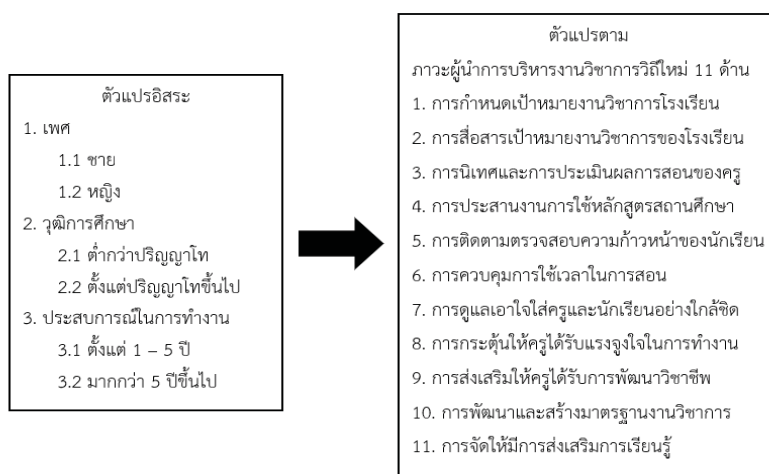 ตัวแปรอิสระ
1. เพศ
1.1 ชาย
1.2 หญิง
2. วุฒิการศึกษา
2.1 ต่ำกว่าปริญญาโท
2.2 ตั้งแต่ปริญญาโทขึ้นไป
3. ประสบการณ์ในการทำงาน
3.1 ตั้งแต่ 1 – 5 ปี
3.2 มากกว่า 5 ปีขึ้นไป
ตัวแปรตาม
ภาวะผู้นำการบริหารงานวิชาการวิถีใหม่ 11 ด้าน
1. การกำหนดเป้าหมายงานวิชาการโรงเรียน
2. การสื่อสารเป้าหมายงานวิชาการของโรงเรียน
3. การนิเทศและการประเมินผลการสอนของครู
4. การประสานงานการใช้หลักสูตรสถานศึกษา
5. การติดตามตรวจสอบความก้าวหน้าของนักเรียน
6. การควบคุมการใช้เวลาในการสอน
7. การดูแลเอาใจใส่ครูและนักเรียนอย่างใกล้ชิด
8. การกระตุ้นให้ครูได้รับแรงจูงใจในการทำงาน
9. การส่งเสริมให้ครูได้รับการพัฒนาวิชาชีพ
10. การพัฒนาและสร้างมาตรฐานงานวิชาการ
11. การจัดให้มีการส่งเสริมการเรียนรู้